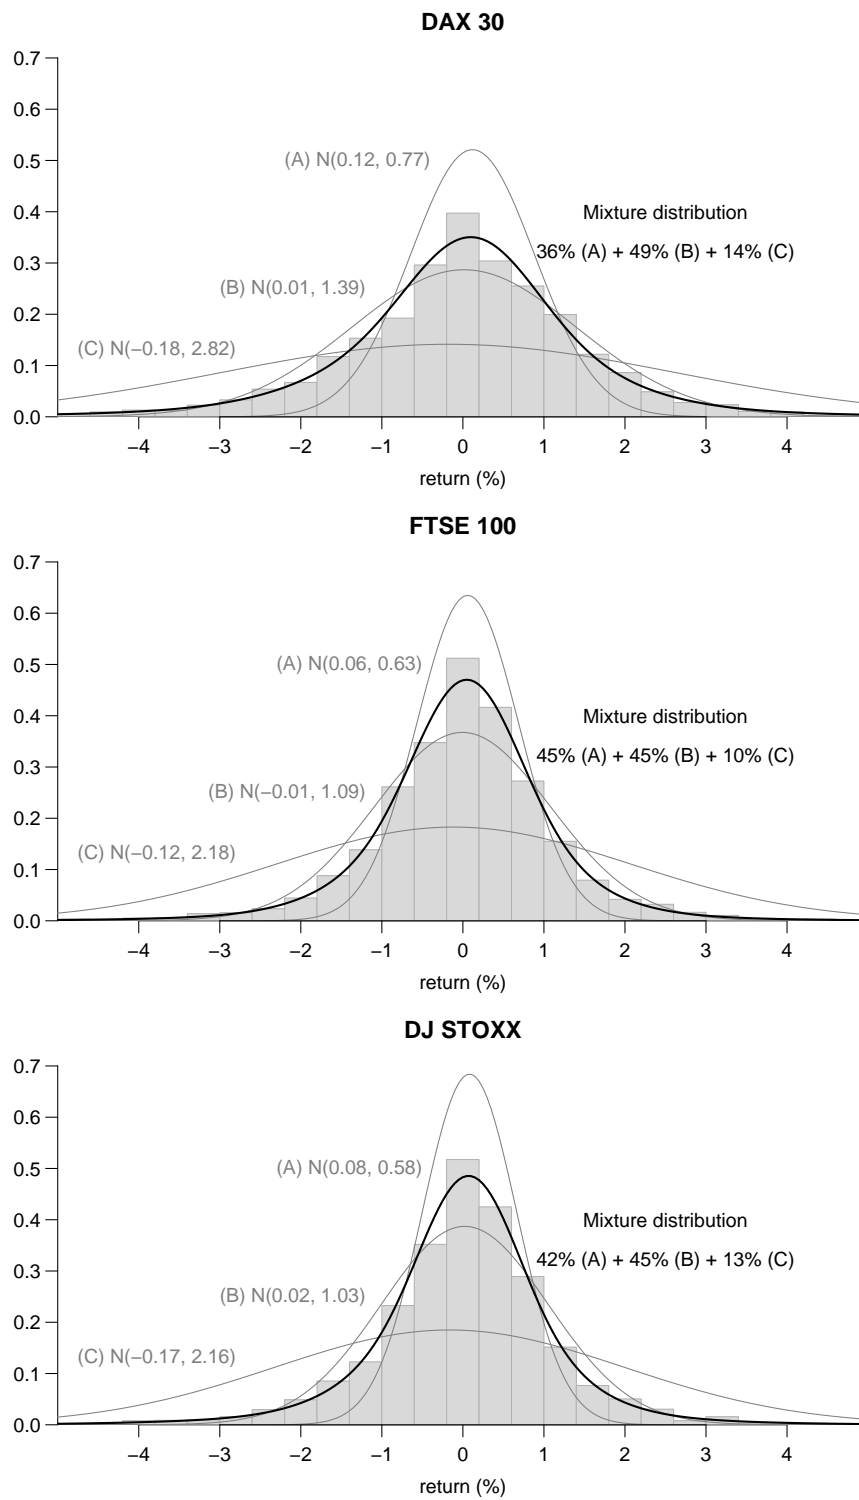 DAX 30
0.7
0.6
0.5
0.4
0.3
0.2
0.1
0.0
(A) N(0.12, 0.77)
Mixture distribution
36% (A) + 49% (B) + 14% (C)
(B) N(0.01, 1.39)
(C) N(−0.18, 2.82)
−4 −3 −2 −1 0 1 2 3 4
return (%)
FTSE 100
0.7
0.6
0.5
0.4
0.3
0.2
0.1
0.0
(A) N(0.06, 0.63)
Mixture distribution
45% (A) + 45% (B) + 10% (C)
(B) N(−0.01, 1.09)
(C) N(−0.12, 2.18)
−4 −3 −2 −1 0 1 2 3 4
return (%)
DJ STOXX
0.7
0.6
0.5
0.4
0.3
0.2
0.1
0.0
(A) N(0.08, 0.58)
Mixture distribution
42% (A) + 45% (B) + 13% (C)
(B) N(0.02, 1.03)
(C) N(−0.17, 2.16)
−4 −3 −2 −1 0 1 2 3 4
return (%)